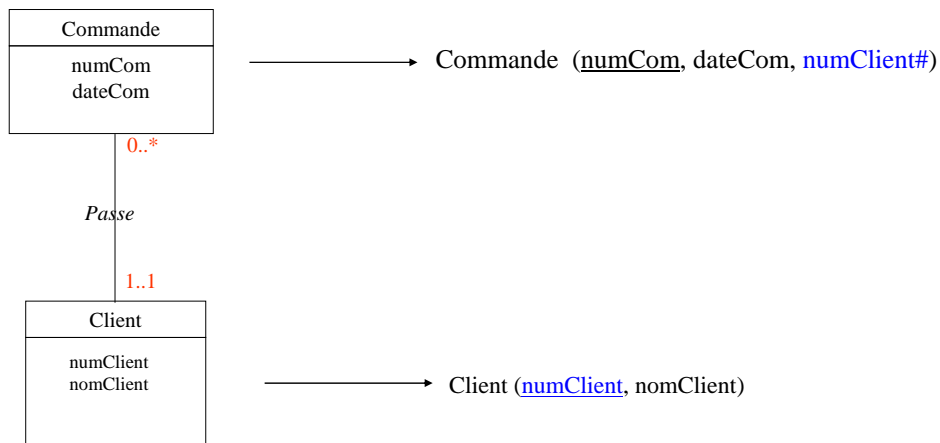 Commande
numCom
dateCom
Commande (numCom, dateCom, numClient#)
0..*
Passe
1..1
Client
numClient
nomClient
Client (numClient, nomClient)